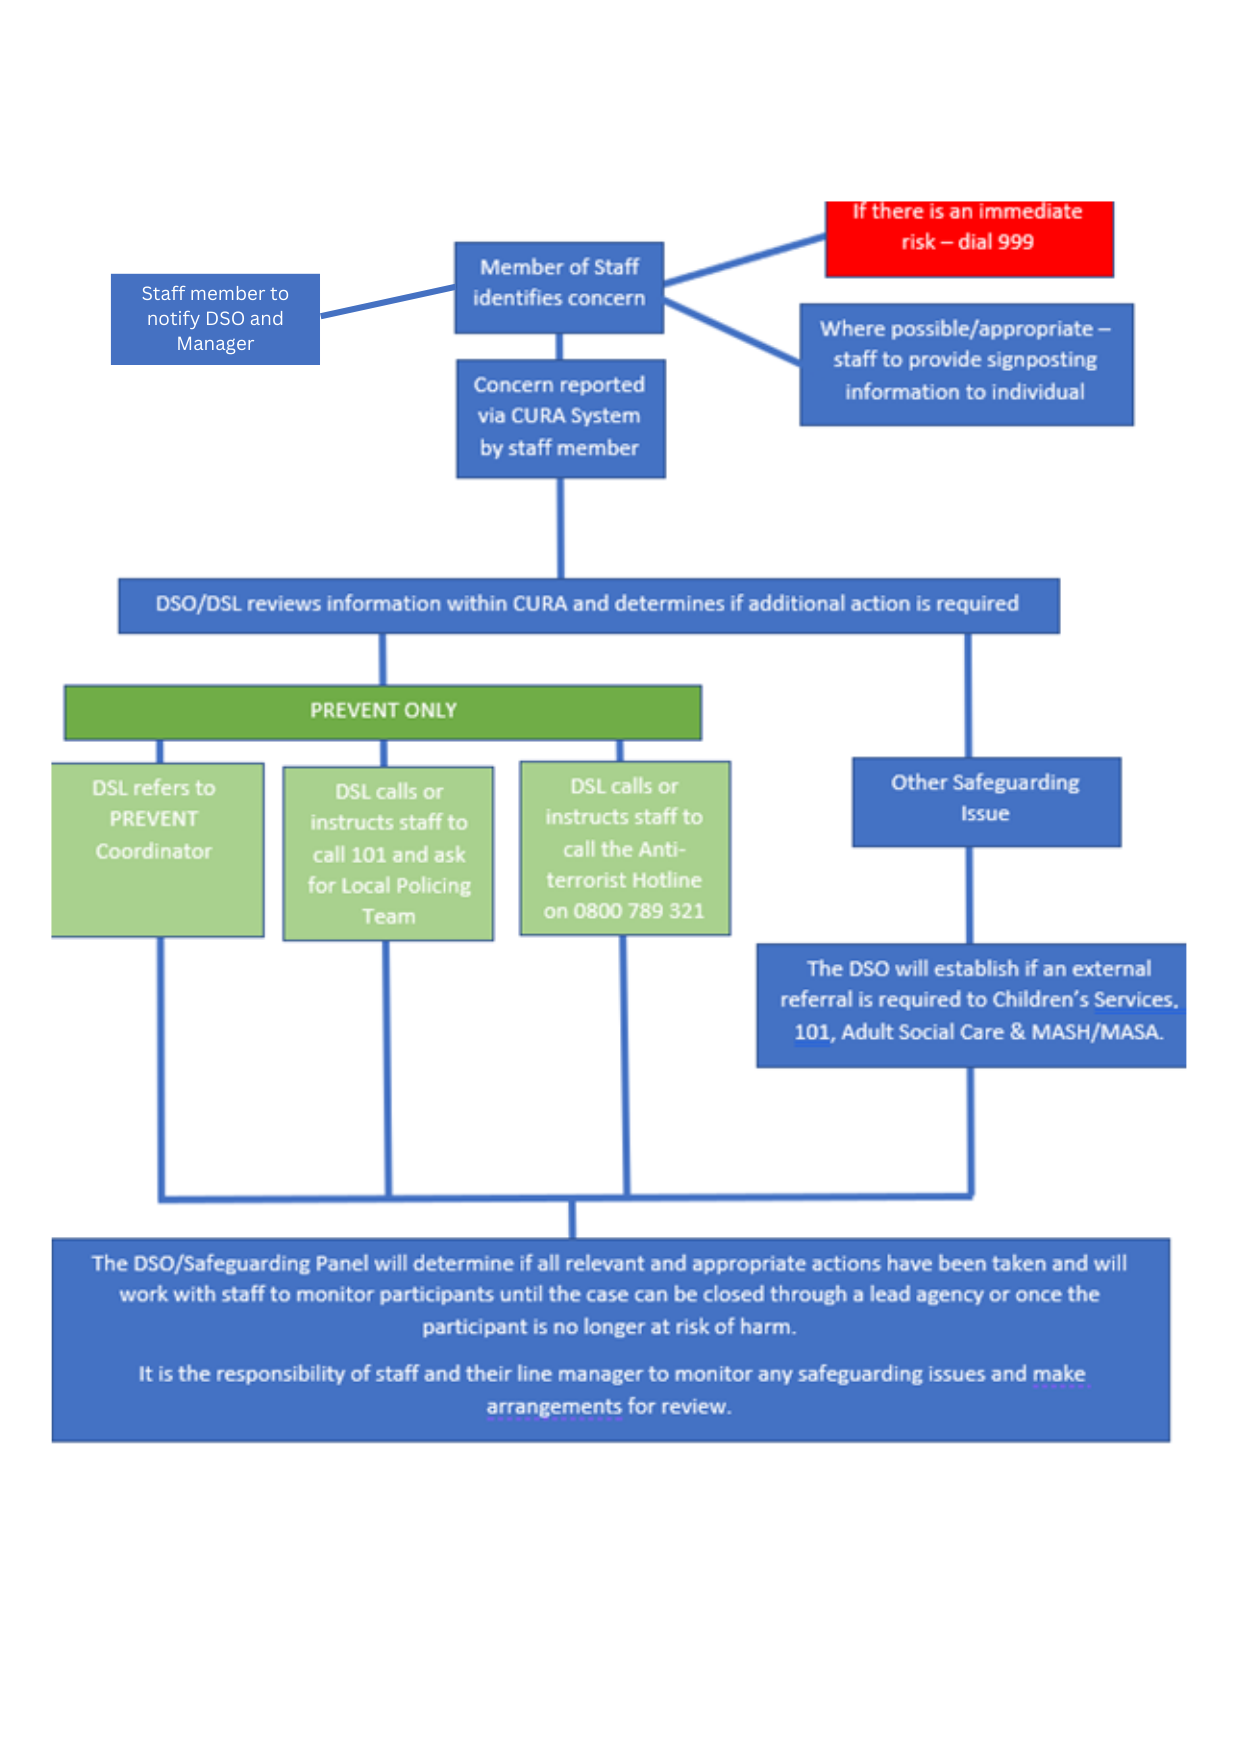 If there is an immediate
risk – dial 999
Member of Staff
identifies concern
Staff member to
notify DSO and
Manager
Where possible/appropriate –
staff to provide signposting
information to individual
Concern reported
via CURA System
by staff member
DSO/DSL reviews information within CURA and determines if additional action is required
PREVENT ONLY
DSL refers to
PREVENT
Coordinator
DSL calls or
instructs staff to
call 101 and ask
for Local Policing
Team
DSL calls or
instructs staff to
call the Anti-
terrorist Hotline
on 0800 789 321
Other Safeguarding
Issue
The DSO will establish if an external
referral is required to Children's Services,
101, Adult Social Care & MASH/MASA.
The DSO/Safeguarding Panel will determine if all relevant and appropriate actions have been taken and will
work with staff to monitor participants until the case can be closed through a lead agency or once the
participant is no longer at risk of harm.
It is the responsibility of staff and their line manager to monitor any safeguarding issues and make
arrangements for review.